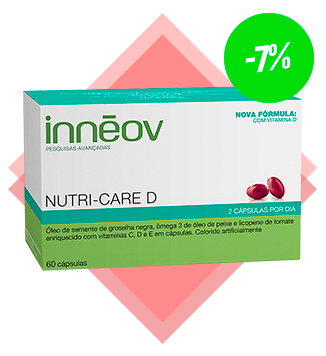 -7%
innēov
PESQUISAS AVANÇADAS
NOVA FÓRMULA:
COM VITAMINA D
NUTRI-CARE D
2 CÁPSULAS POR DIA
Óleo de semente de groselha negra, ômega 3 de óleo de peixe e licopeno de tomate
enriquecido com vitaminas C, D e E em cápsulas. Colorido artificialmente
60 cápsulas